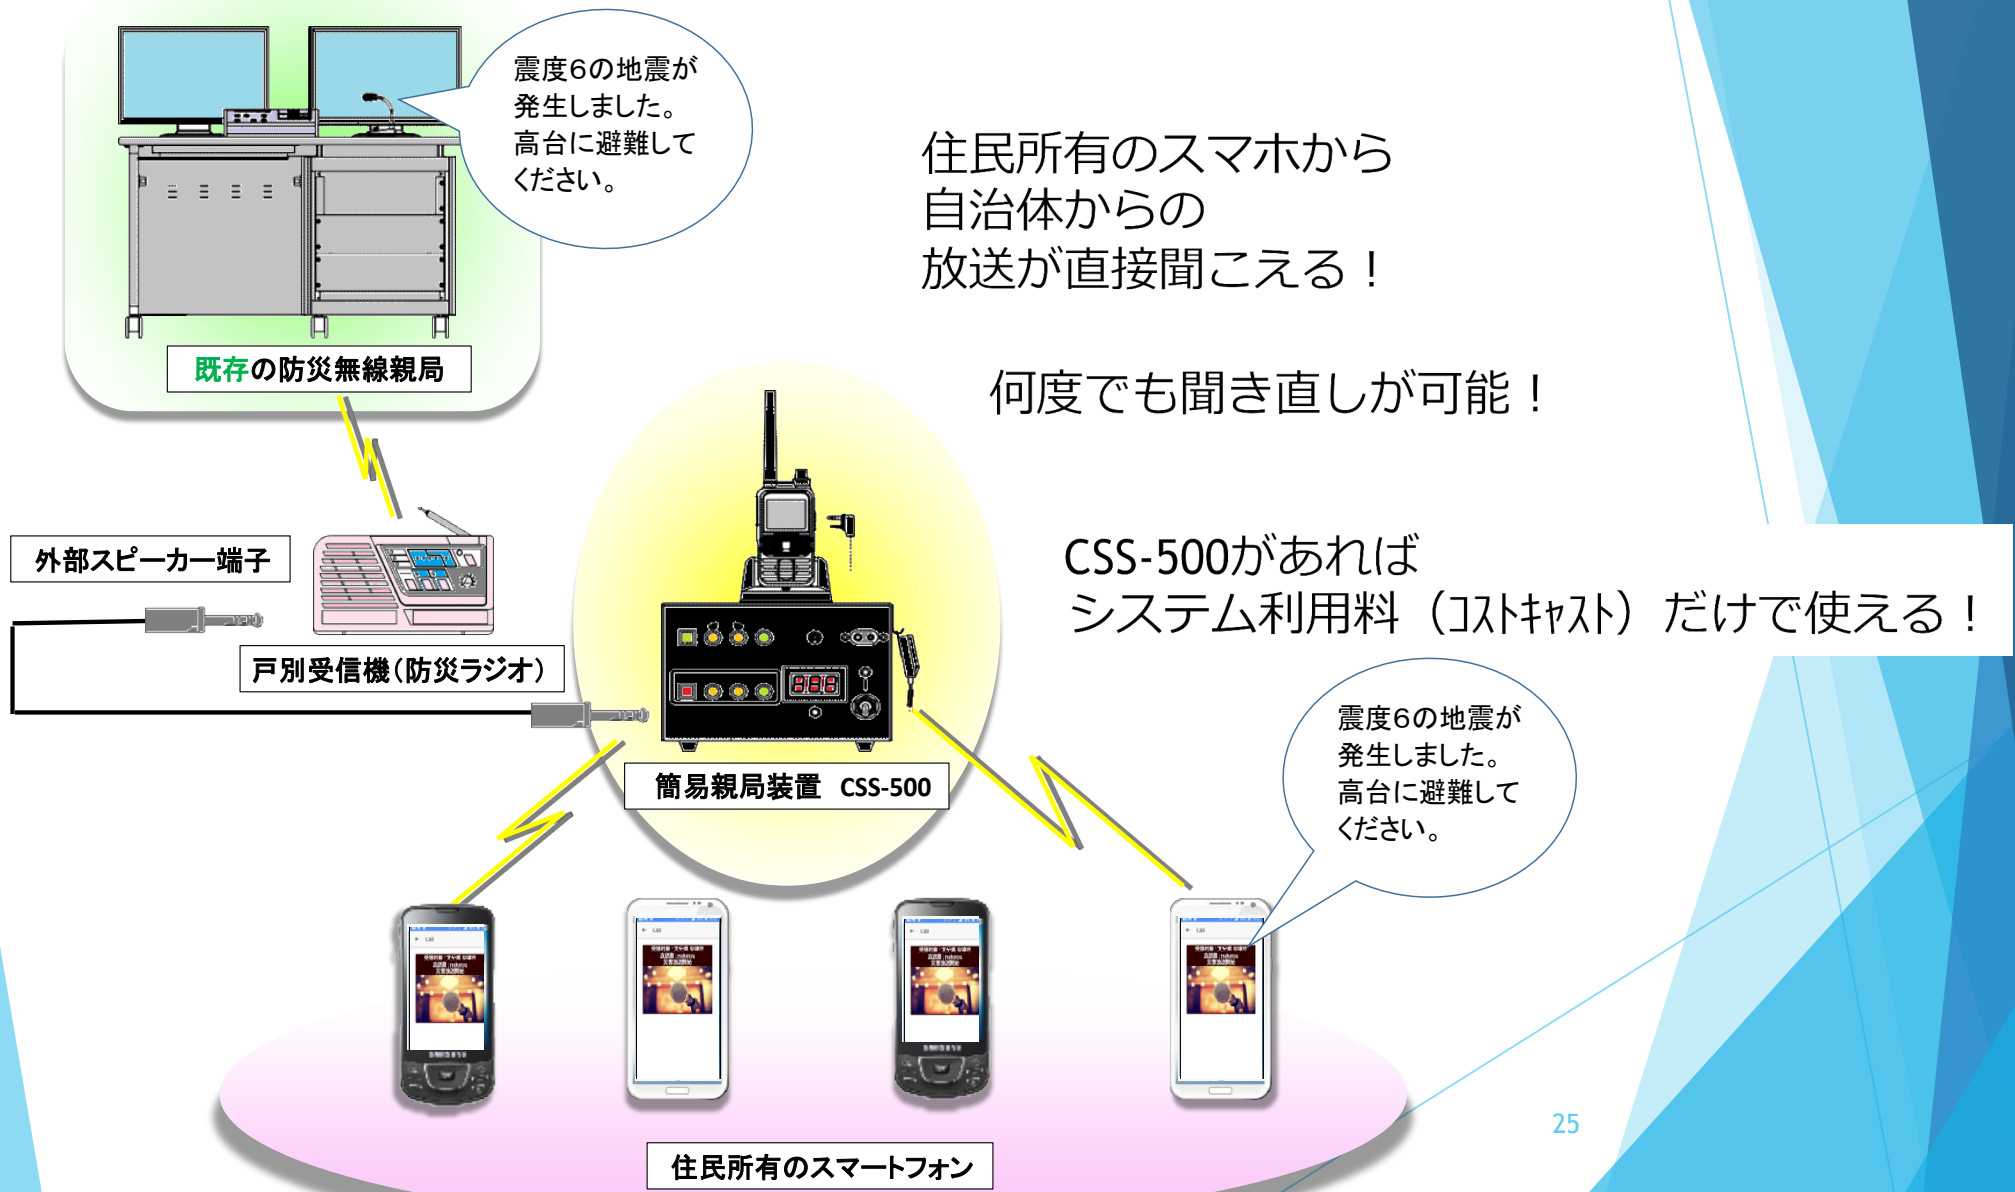 震度6の地震が
発生しました。
高台に避難して
ください。
住民所有のスマホから
自治体からの
放送が直接聞こえる！
既存の防災無線親局
何度でも聞き直しが可能！
外部スピーカー端子
CSS-500があれば
システム利用料（ｺｽﾄｷｬｽﾄ）だけで使える！
戸別受信機（防災ラジオ）
簡易親局装置 CSS-500
震度6の地震が
発生しました。
高台に避難して
ください。
25
住民所有のスマートフォン